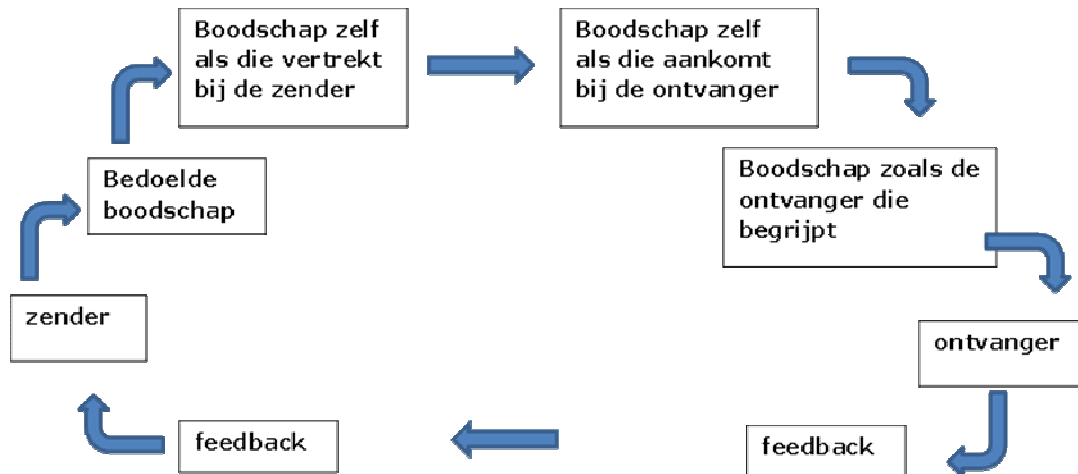 Boodschap zelf
als die vertrekt
bij de zender
Boodschap zelf
als die aankomt
bij de ontvanger
Bedoelde
boodschap
Boodschap zoals de
ontvanger die
begrijpt
zender
ontvanger
feedback
feedback